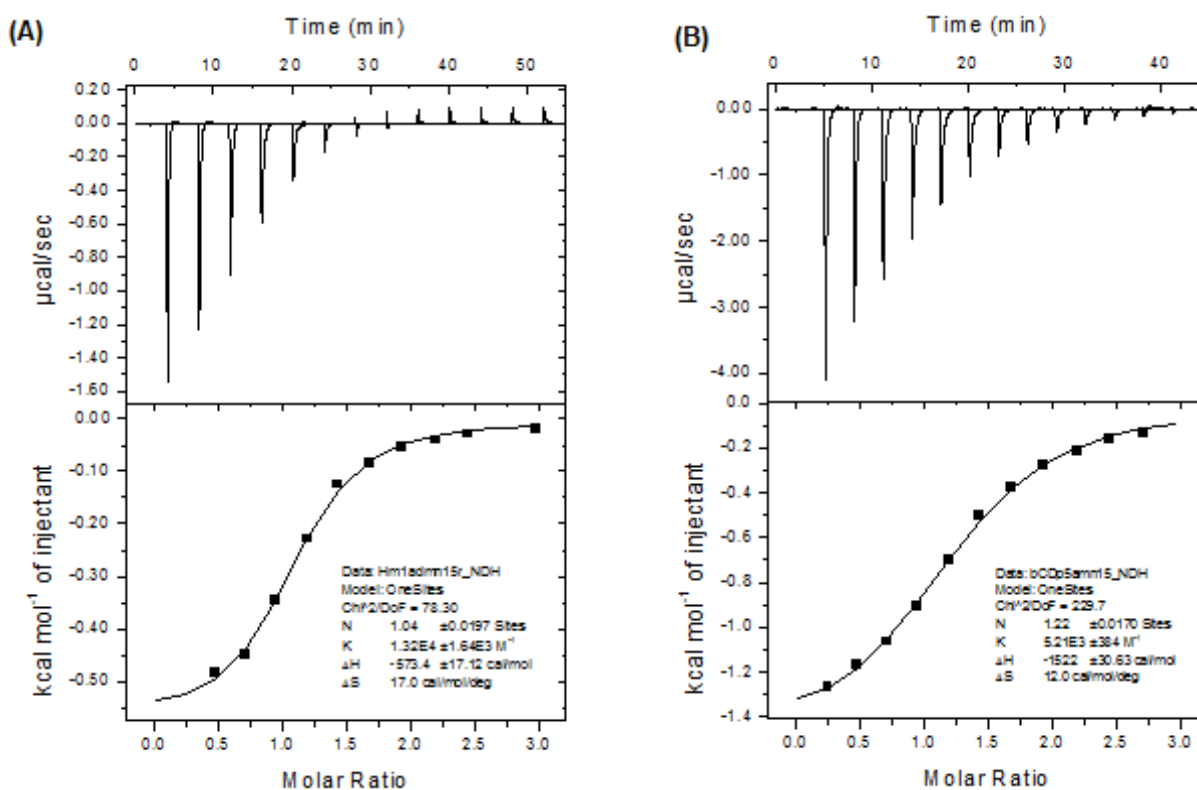 (A)
Time (min)
0 10 20 30 40 50
0.20
0.00
-0.20
-0.40
-0.60
-0.80
-1.00
-1.20
-1.40
-1.60
µcal/sec
0.00
-0.10
-0.20
-0.30
-0.40
-0.50
kcal mol⁻¹ of injectant
Data: Hm1admn15r_NDH
Model: OneSites
Chi^2/DoF = 78.30
N 1.04 ±0.0197 Sites
K 1.32E4 ±1.64E3 M⁻¹
ΔH -573.4 ±17.12 cal/mol
ΔS 17.0 cal/mol/deg
0.0 0.5 1.0 1.5 2.0 2.5 3.0
Molar Ratio
(B)
Time (min)
0 10 20 30 40
0.00
-1.00
-2.00
-3.00
-4.00
µcal/sec
0.0
-0.2
-0.4
-0.6
-0.8
-1.0
-1.2
-1.4
kcal mol⁻¹ of injectant
Data: bCDp5amm15_NDH
Model: OneSites
Chi^2/DoF = 229.7
N 1.22 ±0.0170 Sites
K 5.21E3 ±384 M⁻¹
ΔH -1522 ±30.63 cal/mol
ΔS 12.0 cal/mol/deg
0.0 0.5 1.0 1.5 2.0 2.5 3.0
Molar Ratio